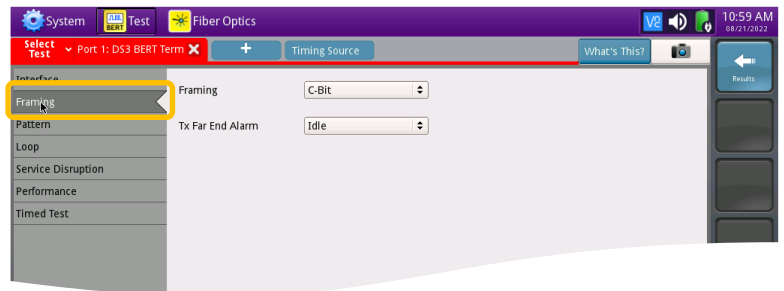 System
BERT
Test
Fiber Optics
VE
10:59 AM
08/21/2022
Select Test
Port 1: DS3 BERT Term
+
Timing Source
What's This?
Results
Interface
Framing
Pattern
Loop
Service Disruption
Performance
Timed Test
Framing
C-Bit
Tx Far End Alarm
Idle